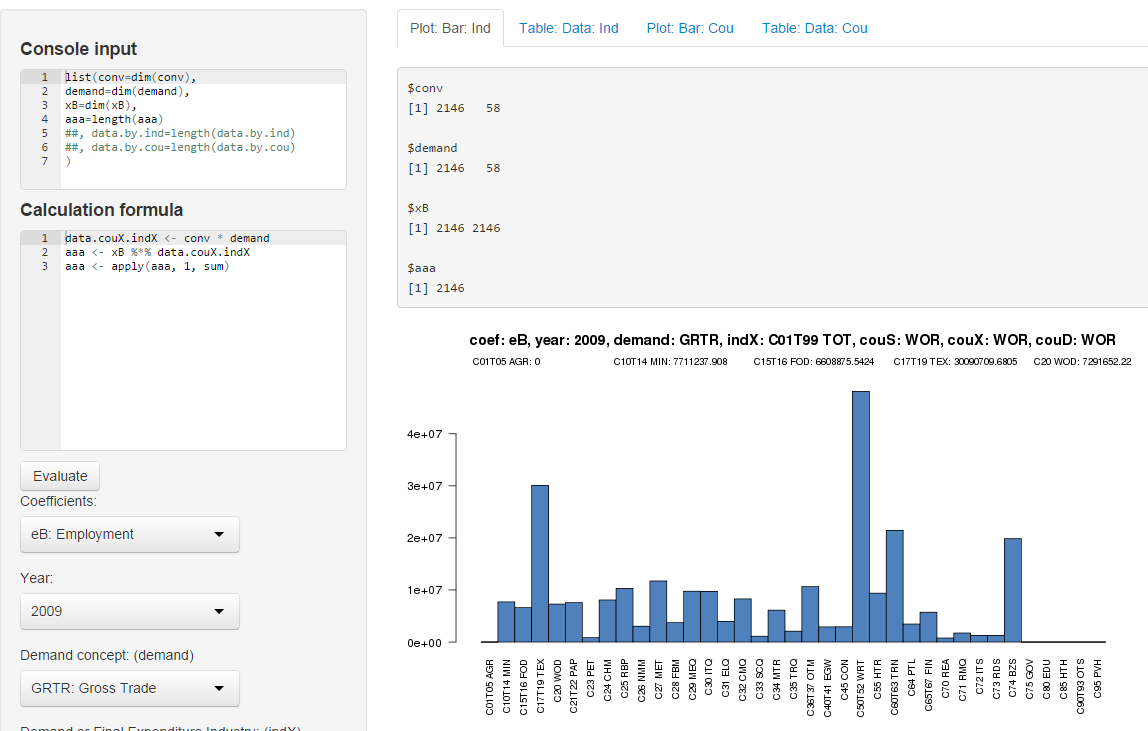 Console input
1 list(conv=dim(conv),
2 demand=dim(demand),
3 xB=dim(xB),
4 aaa=length(aaa)
5 ##, data.by.ind=length(data.by.ind)
6 ##, data.by.cou=length(data.by.cou)
7 )
Calculation formula
1 data.couX.indX <- conv * demand
2 aaa <- xB %*% data.couX.indX
3 aaa <- apply(aaa, 1, sum)
Evaluate
Coefficients:
eB: Employment
Year:
2009
Demand concept: (demand)
GRTR: Gross Trade
Demand or Final Expenditure Industry: (indX)
Plot: Bar: Ind Table: Data: Ind Plot: Bar: Cou Table: Data: Cou
$conv
[1] 2146 58
$demand
[1] 2146 58
$xB
[1] 2146 2146
$aaa
[1] 2146
coef: eB, year: 2009, demand: GRTR, indX: C01T99 TOT, couS: WOR, couX: WOR, couD: WOR
C01T05 AGR: 0 C10T14 MIN: 7711237.908 C15T16 FOD: 6608875.5424 C17T19 TEX: 30090709.6805 C20 WOD: 7291652.22
4e+07
3e+07
2e+07
1e+07
0e+00
C01T05 AGR
C10T14 MIN
C15T16 FOD
C17T19 TEX
C20 WOD
C21T22 PAP
C23 PET
C24 CHM
C25 RBP
C26 NMM
C27 MET
C28 FBM
C29 MEQ
C30 ITQ
C31 ELQ
C32 CMQ
C33 SCQ
C34 MTR
C35 TRQ
C36T37 OTM
C40T41 EGW
C45 CON
C50T52 WRT
C55 HTR
C60T63 TRN
C64 PTL
C65T67 FIN
C70 REA
C71 RMQ
C72 ITS
C73 RDS
C74 BZS
C75 GOV
C80 EDU
C85 HTH
C90T93 OTS
C95 PVH